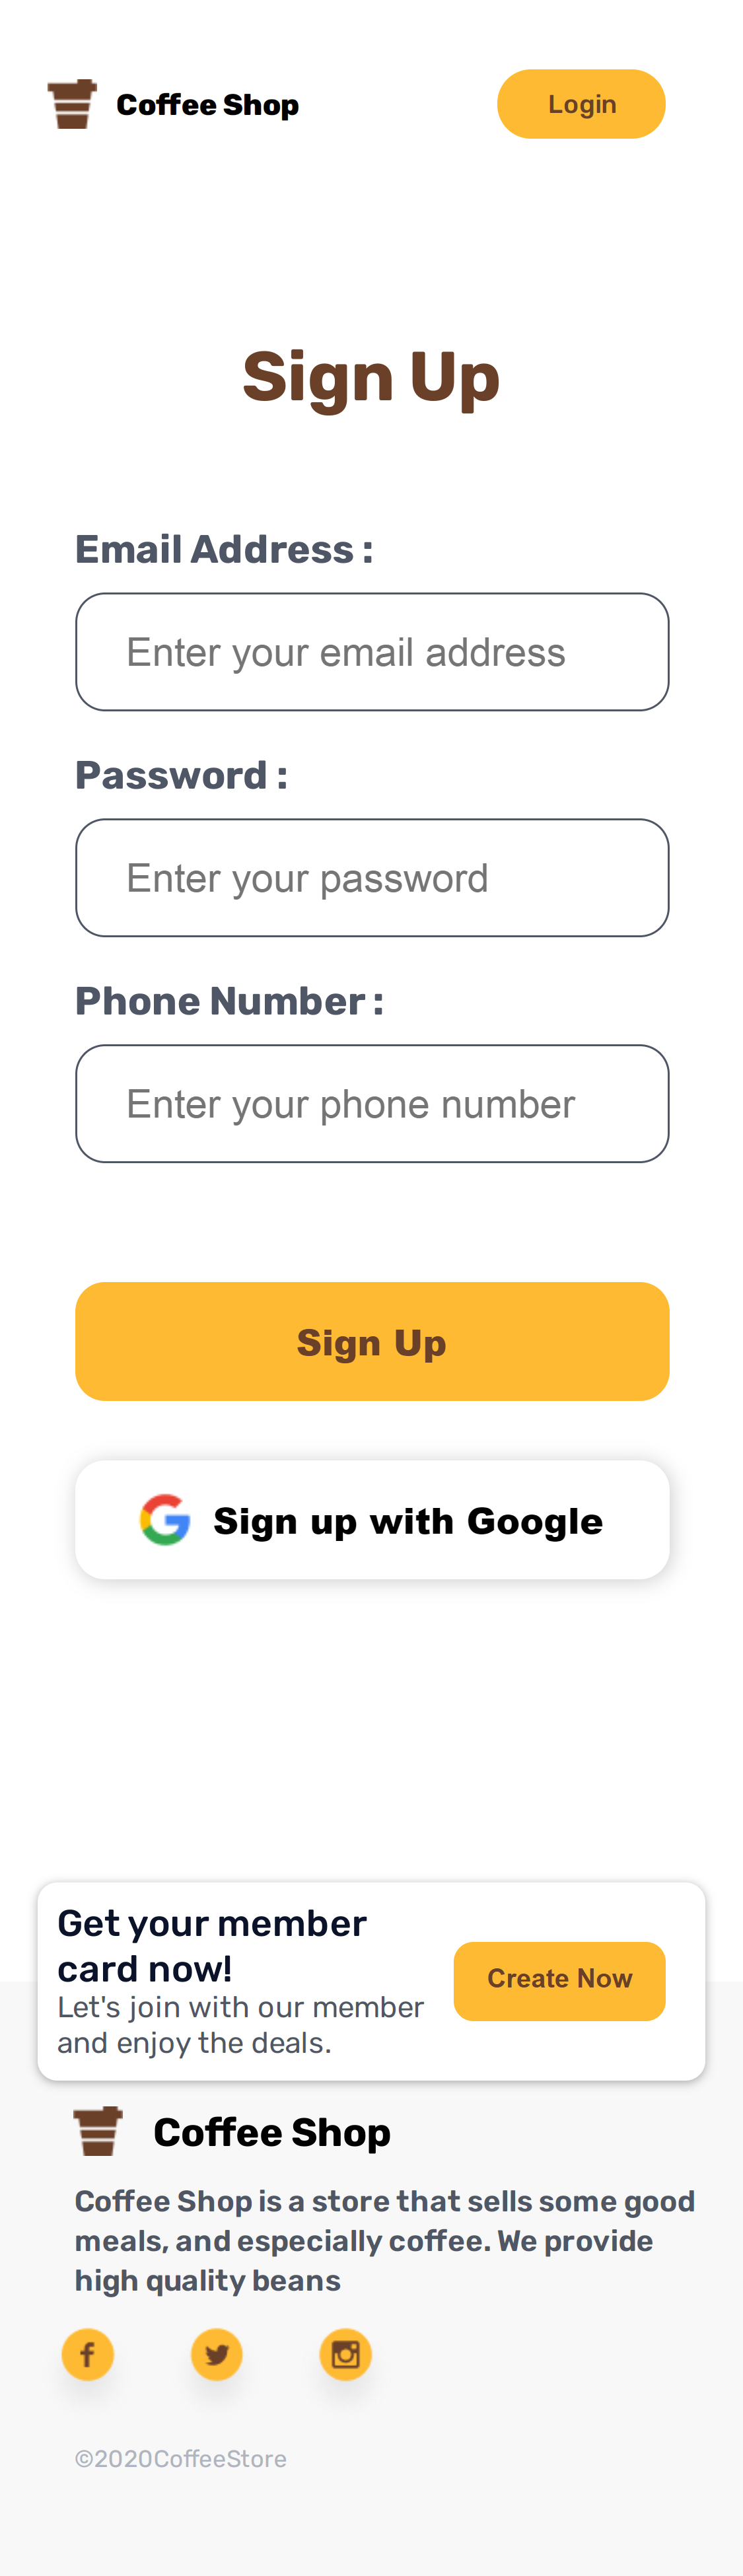 Coffee Shop
Login
Sign Up
Email Address :
Enter your email address
Password :
Enter your password
Phone Number :
Enter your phone number
Sign Up
Sign up with Google
Get your member
card now!
Let's join with our member
and enjoy the deals.
Create Now
Coffee Shop
Coffee Shop is a store that sells some good
meals, and especially coffee. We provide
high quality beans
©2020CoffeeStore